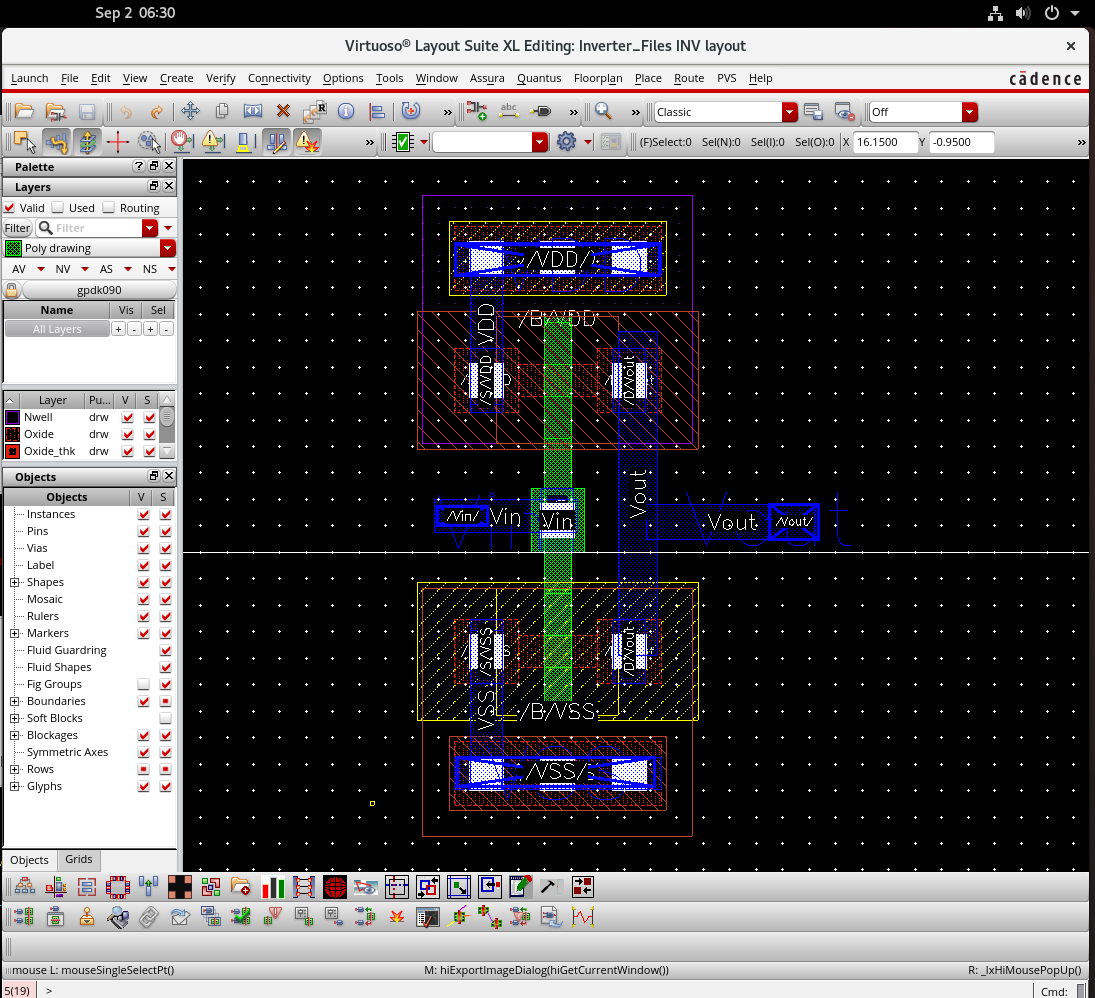 Sep 2 06:30
Virtuoso® Layout Suite XL Editing: Inverter_Files INV layout
Launch File Edit View Create Verify Connectivity Options Tools Window Assura Quantus Floorplan Place Route PVS Help cādence
abc Classic Off
(F)Select:0 Sel(N):0 Sel(I):0 Sel(O):0 X 16.1500 Y -0.9500
Palette
Layers
Valid Used Routing
Filter Filter
Poly drawing
AV NV AS NS
gpdk090
Name Vis Sel
All Layers + - + -
Layer Pu... V S
Nwell drw
Oxide drw
Oxide_thk drw
Objects
Objects V S
Instances
Pins
Vias
Label
Shapes
Mosaic
Rulers
Markers
Fluid Guardring
Fluid Shapes
Fig Groups
Boundaries
Soft Blocks
Blockages
Symmetric Axes
Rows
Glyphs
Objects Grids
/VDD/
VDD
/B/VDD
/S/VDD
/D/Vout
Vout
/Vin/ Vin Vin
Vout /Vout/
/S/VSS
/D/Vout
VSS
/B/VSS
/VSS/
mouse L: mouseSingleSelectPt() M: hiExportImageDialog(hiGetCurrentWindow()) R: _lxHiMousePopUp()
5(19) > Cmd: